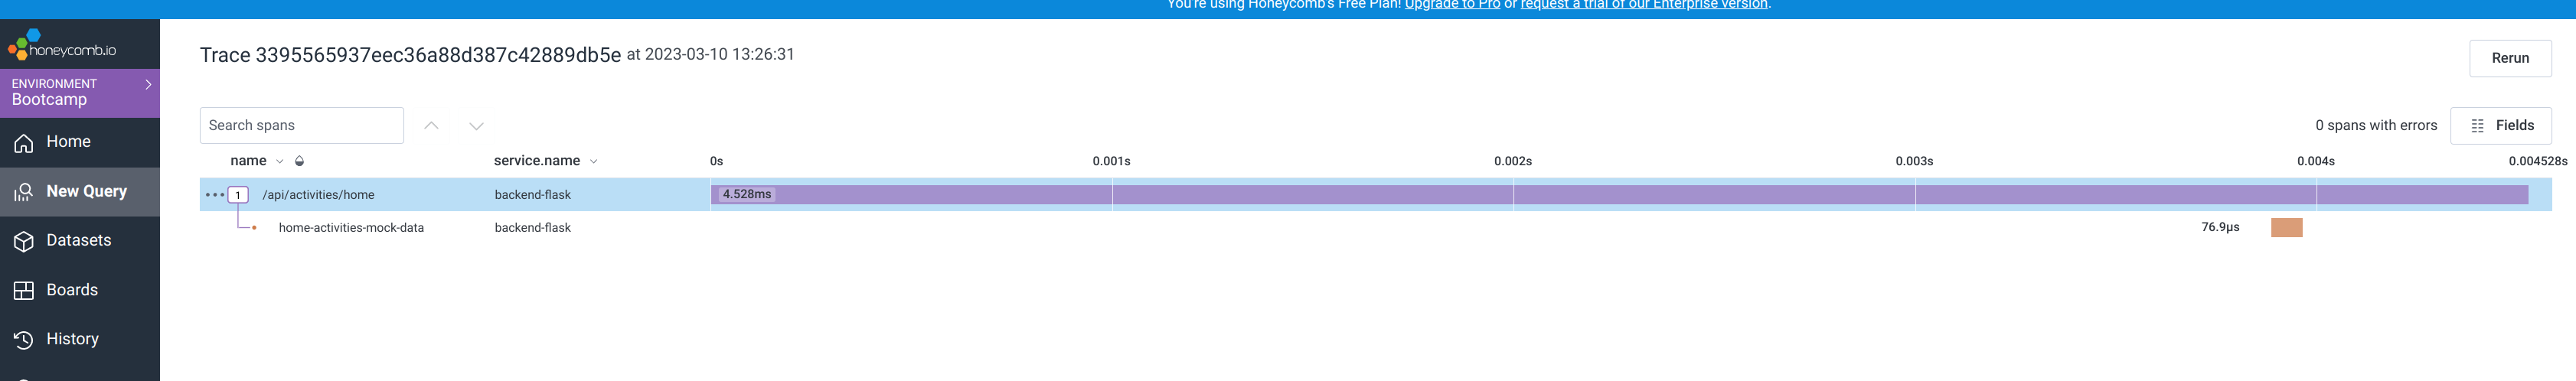 You're using Honeycomb's Free Plan! Upgrade to Pro or request a trial of our Enterprise version.
honeycomb.io
Trace 3395565937eec36a88d387c42889db5e at 2023-03-10 13:26:31
Rerun
ENVIRONMENT
Bootcamp
Search spans
0 spans with errors
Fields
Home
name service.name 0s 0.001s 0.002s 0.003s 0.004s 0.004528s
New Query
1 /api/activities/home backend-flask 4.528ms
home-activities-mock-data backend-flask 76.9μs
Datasets
Boards
History